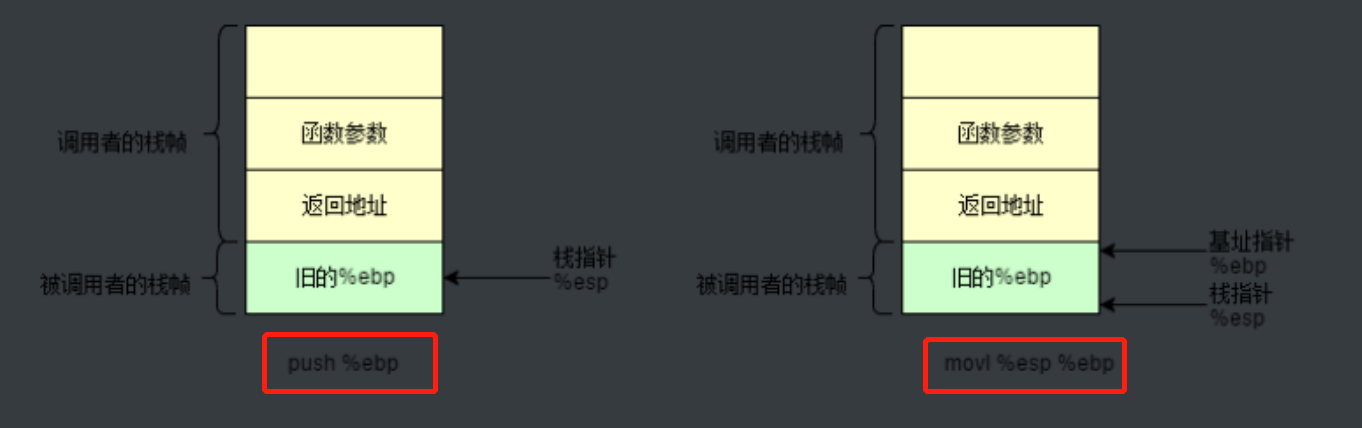 调用者的栈帧
函数参数
返回地址
被调用者的栈帧
旧的%ebp
栈指针
%esp
push %ebp
调用者的栈帧
函数参数
返回地址
被调用者的栈帧
旧的%ebp
基址指针
%ebp
栈指针
%esp
movl %esp %ebp